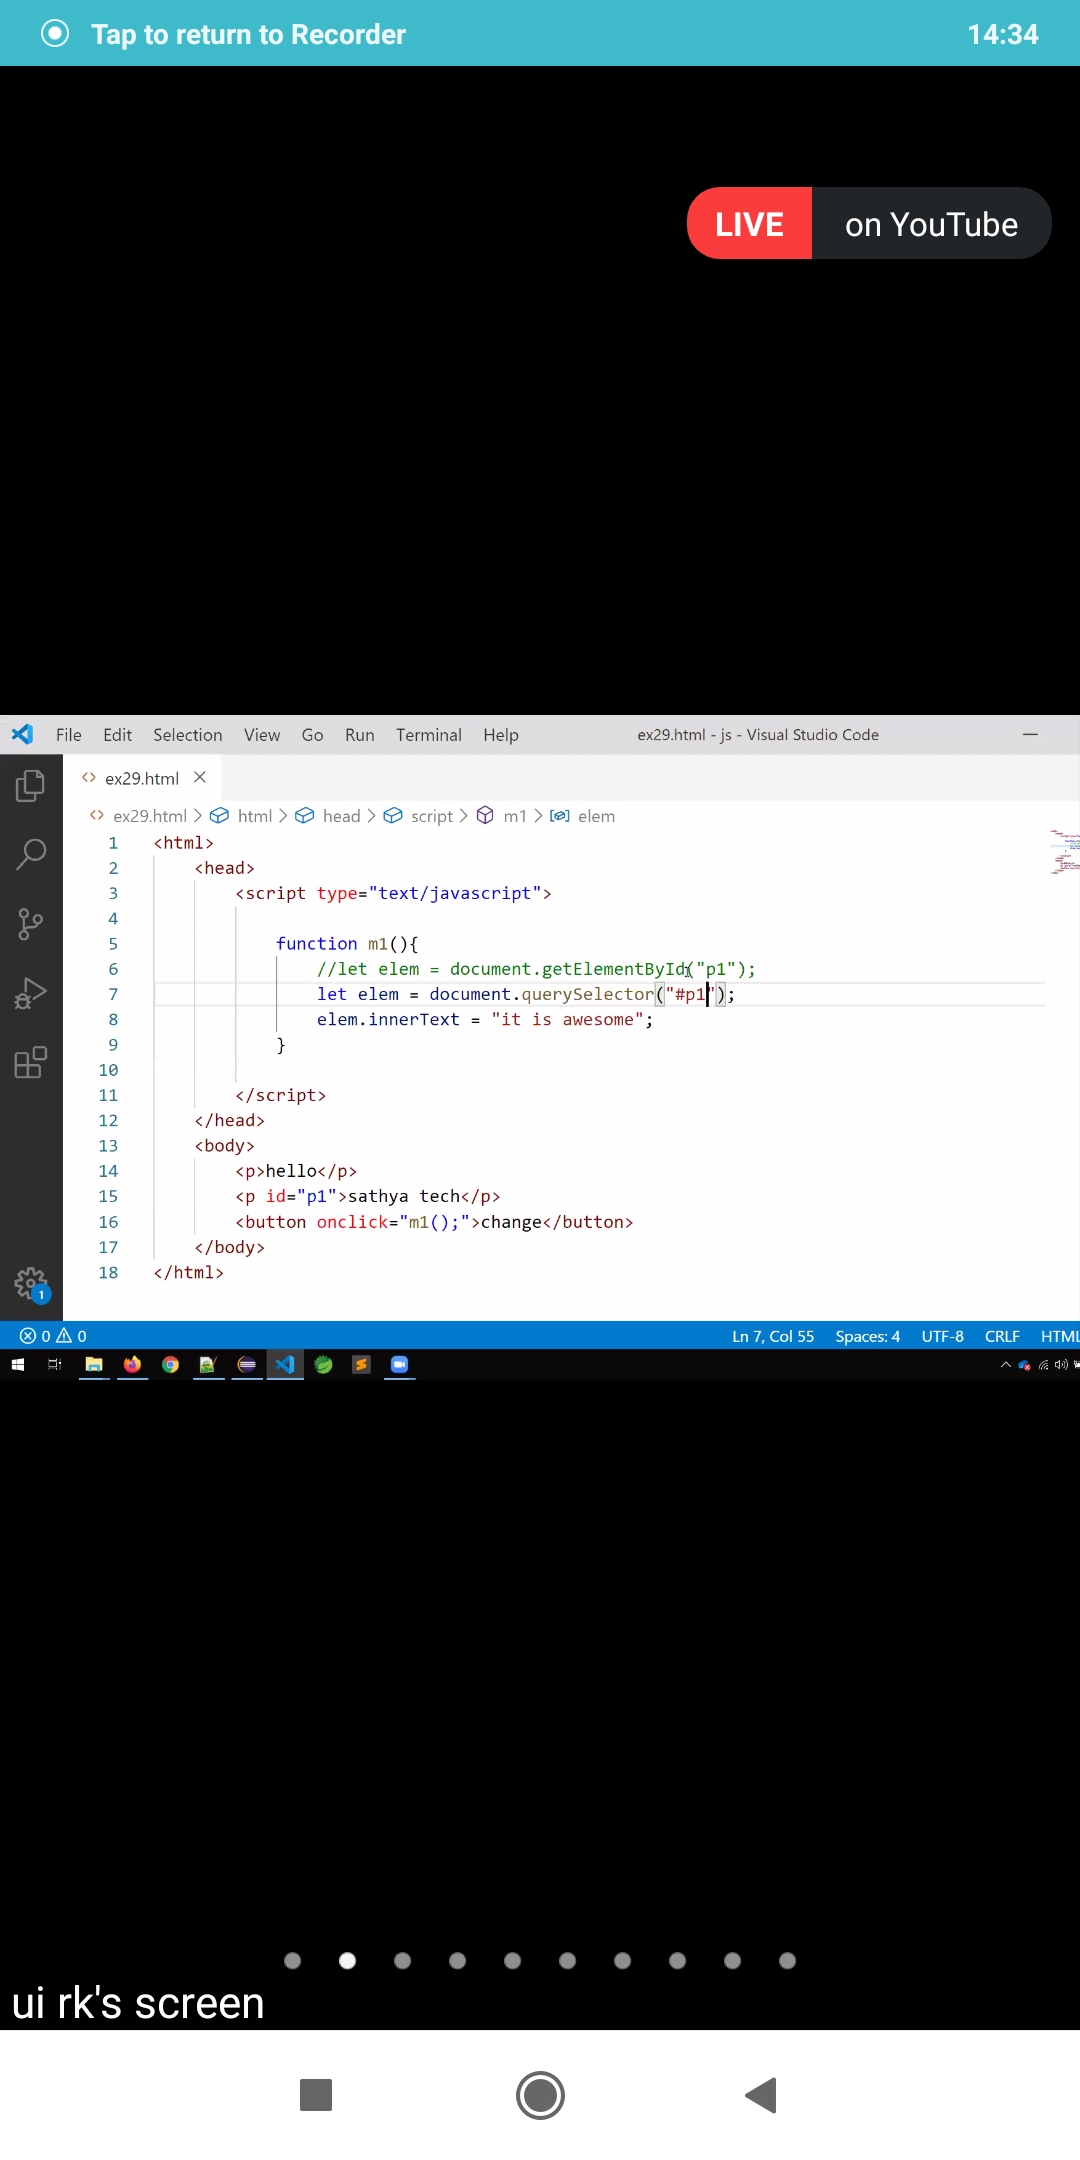 Tap to return to Recorder 14:34
LIVE on YouTube
File Edit Selection View Go Run Terminal Help ex29.html - js - Visual Studio Code
ex29.html
ex29.html > html > head > script > m1 > elem
1 <html>
2 <head>
3 <script type="text/javascript">
4
5 function m1(){
6 //let elem = document.getElementById("p1");
7 let elem = document.querySelector("#p1");
8 elem.innerText = "it is awesome";
9 }
10
11 </script>
12 </head>
13 <body>
14 <p>hello</p>
15 <p id="p1">sathya tech</p>
16 <button onclick="m1();">change</button>
17 </body>
18 </html>
1
0 0 Ln 7, Col 55 Spaces: 4 UTF-8 CRLF HTML
ui rk's screen